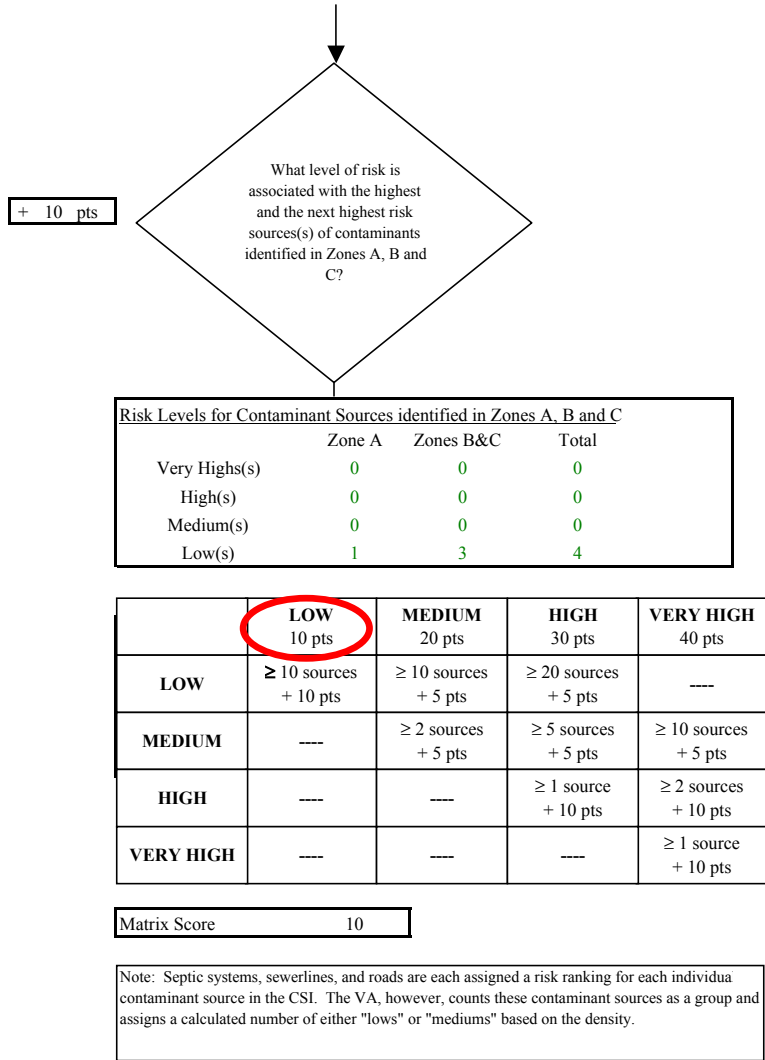 What level of risk is
associated with the highest
and the next highest risk
sources(s) of contaminants
identified in Zones A, B and
C?
+ 10 pts
Risk Levels for Contaminant Sources identified in Zones A, B and C
Zone A Zones B&C Total
Very Highs(s) 0 0 0
High(s) 0 0 0
Medium(s) 0 0 0
Low(s) 1 3 4
LOW MEDIUM HIGH VERY HIGH
10 pts 20 pts 30 pts 40 pts
LOW ≥ 10 sources + 10 pts ≥ 10 sources + 5 pts ≥ 20 sources + 5 pts ----
MEDIUM ---- ≥ 2 sources + 5 pts ≥ 5 sources + 5 pts ≥ 10 sources + 5 pts
HIGH ---- ---- ≥ 1 source + 10 pts ≥ 2 sources + 10 pts
VERY HIGH ---- ---- ---- ≥ 1 source + 10 pts
Matrix Score 10
Note: Septic systems, sewerlines, and roads are each assigned a risk ranking for each individua
contaminant source in the CSI. The VA, however, counts these contaminant sources as a group and
assigns a calculated number of either "lows" or "mediums" based on the density.